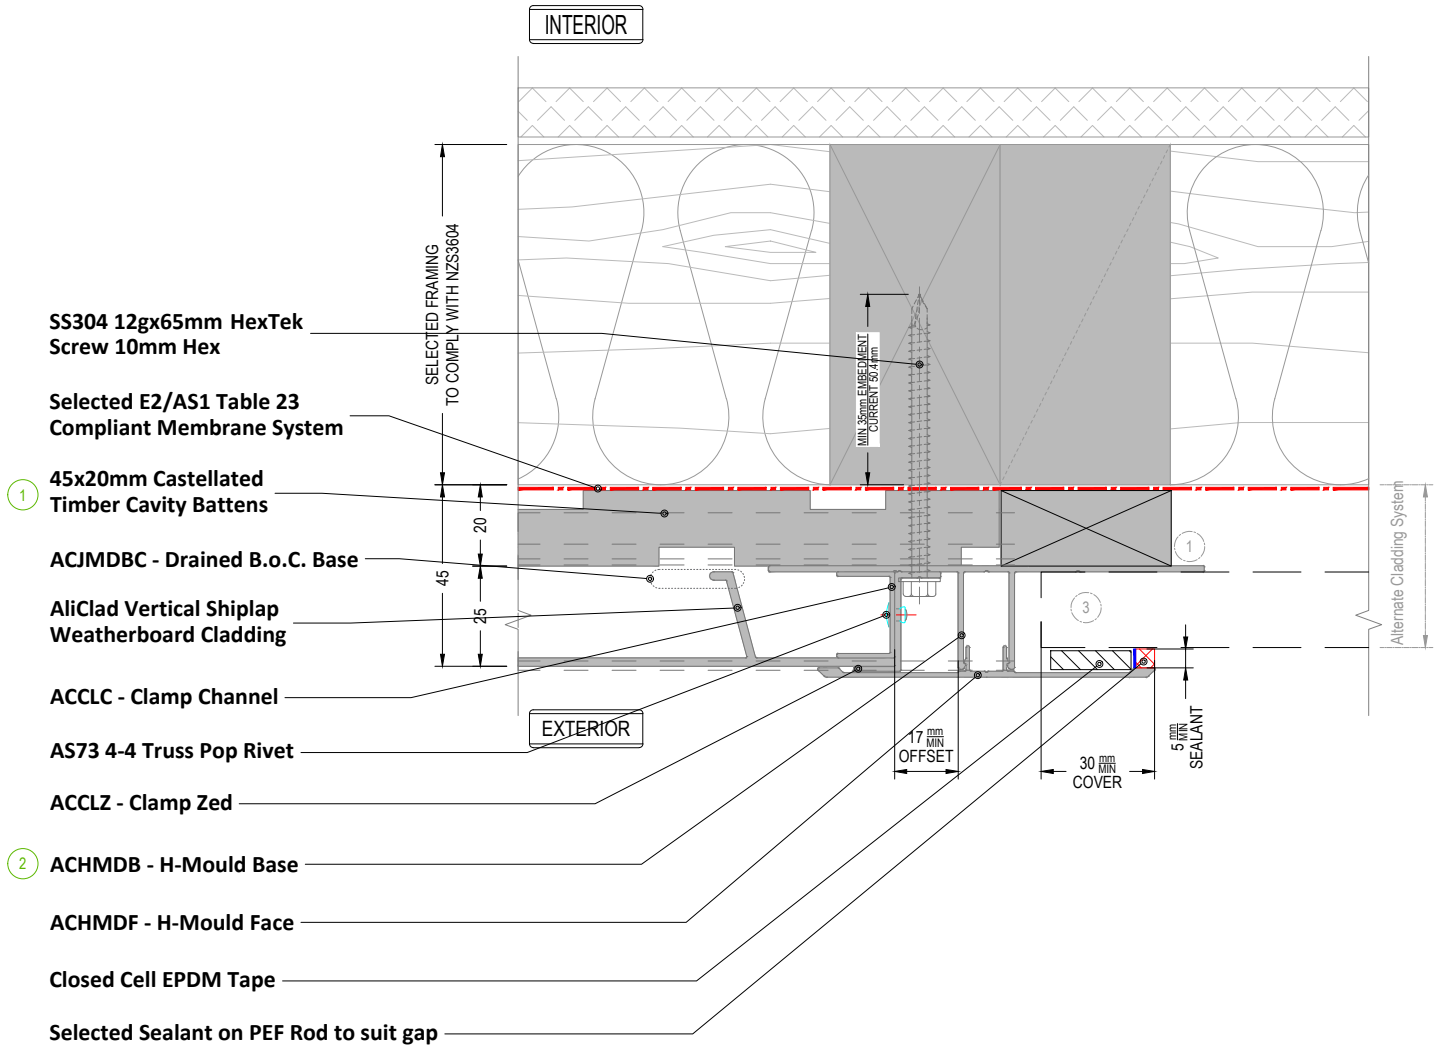 INTERIOR
SELECTED FRAMING
TO COMPLY WITH NZS3604
MIN 35mm EMBEDMENT
CURRENT 50.4mm
SS304 12gx65mm HexTek
Screw 10mm Hex
Selected E2/AS1 Table 23
Compliant Membrane System
1
45x20mm Castellated
Timber Cavity Battens
ACJMDBC - Drained B.o.C. Base
AliClad Vertical Shiplap
Weatherboard Cladding
ACCLC - Clamp Channel
AS73 4-4 Truss Pop Rivet
ACCLZ - Clamp Zed
2
ACHMDB - H-Mould Base
ACHMDF - H-Mould Face
Closed Cell EPDM Tape
Selected Sealant on PEF Rod to suit gap
45
20
25
1
3
Alternate Cladding System
EXTERIOR
17 mm MIN
OFFSET
30 mm MIN
COVER
5 mm MIN
SEALANT